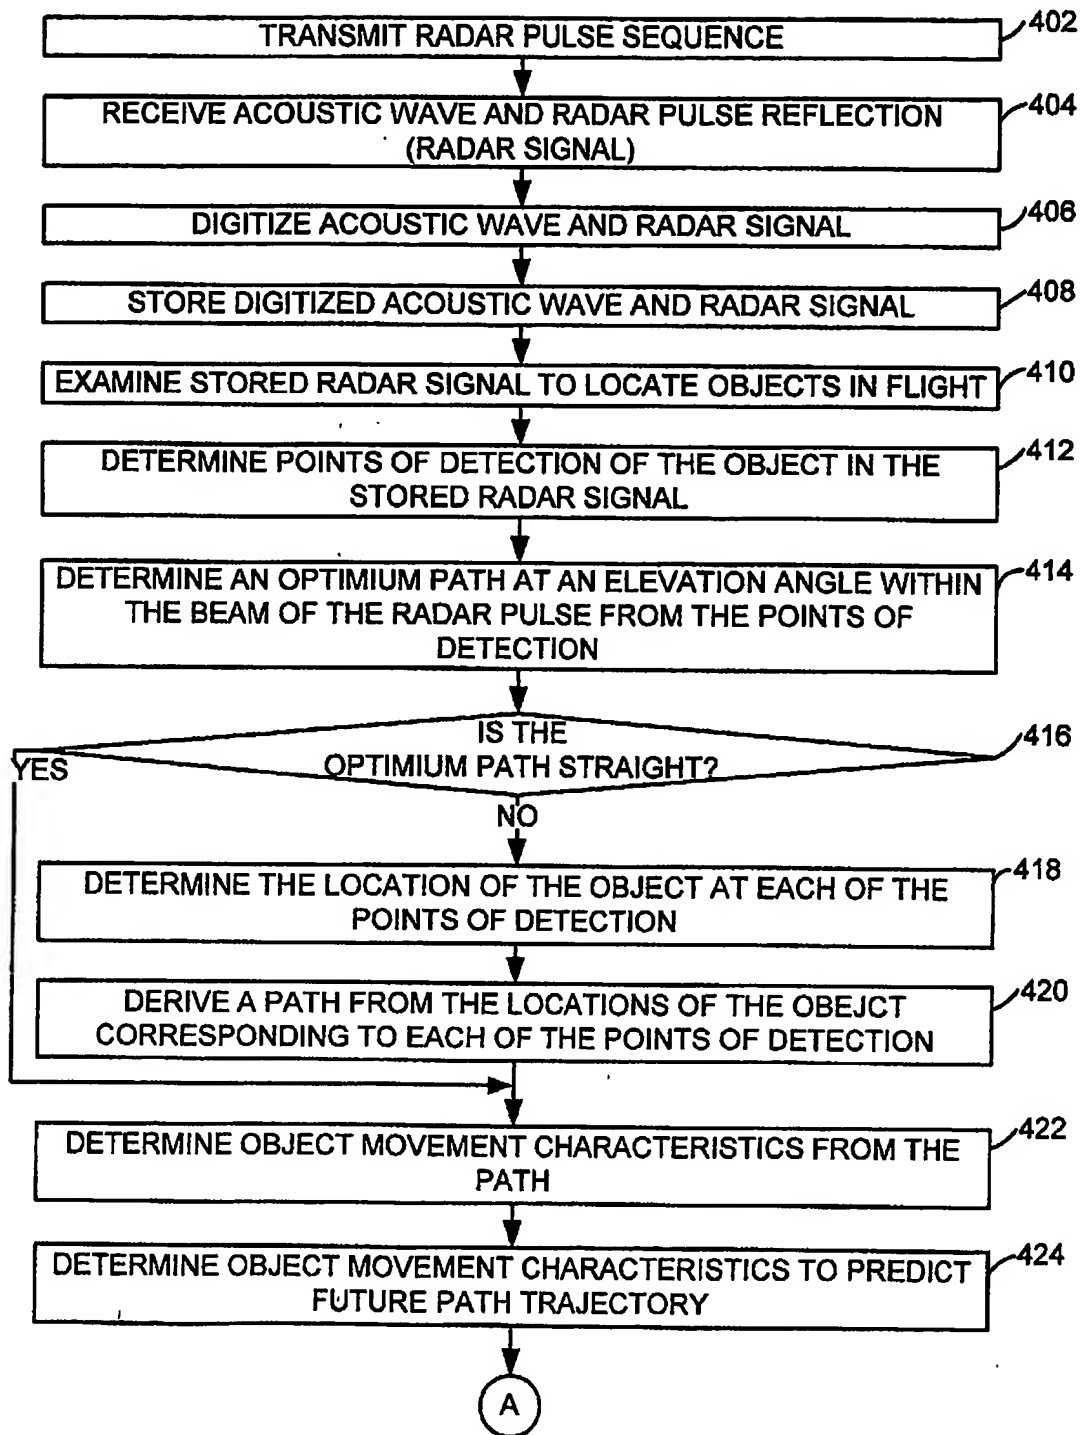 TRANSMIT RADAR PULSE SEQUENCE
402
RECEIVE ACOUSTIC WAVE AND RADAR PULSE REFLECTION
(RADAR SIGNAL)
404
DIGITIZE ACOUSTIC WAVE AND RADAR SIGNAL
406
STORE DIGITIZED ACOUSTIC WAVE AND RADAR SIGNAL
408
EXAMINE STORED RADAR SIGNAL TO LOCATE OBJECTS IN FLIGHT
410
DETERMINE POINTS OF DETECTION OF THE OBJECT IN THE
STORED RADAR SIGNAL
412
DETERMINE AN OPTIMIUM PATH AT AN ELEVATION ANGLE WITHIN
THE BEAM OF THE RADAR PULSE FROM THE POINTS OF
DETECTION
414
IS THE
OPTIMIUM PATH STRAIGHT?
416
YES
NO
DETERMINE THE LOCATION OF THE OBJECT AT EACH OF THE
POINTS OF DETECTION
418
DERIVE A PATH FROM THE LOCATIONS OF THE OBEJCT
CORRESPONDING TO EACH OF THE POINTS OF DETECTION
420
DETERMINE OBJECT MOVEMENT CHARACTERISTICS FROM THE
PATH
422
DETERMINE OBJECT MOVEMENT CHARACTERISTICS TO PREDICT
FUTURE PATH TRAJECTORY
424
A